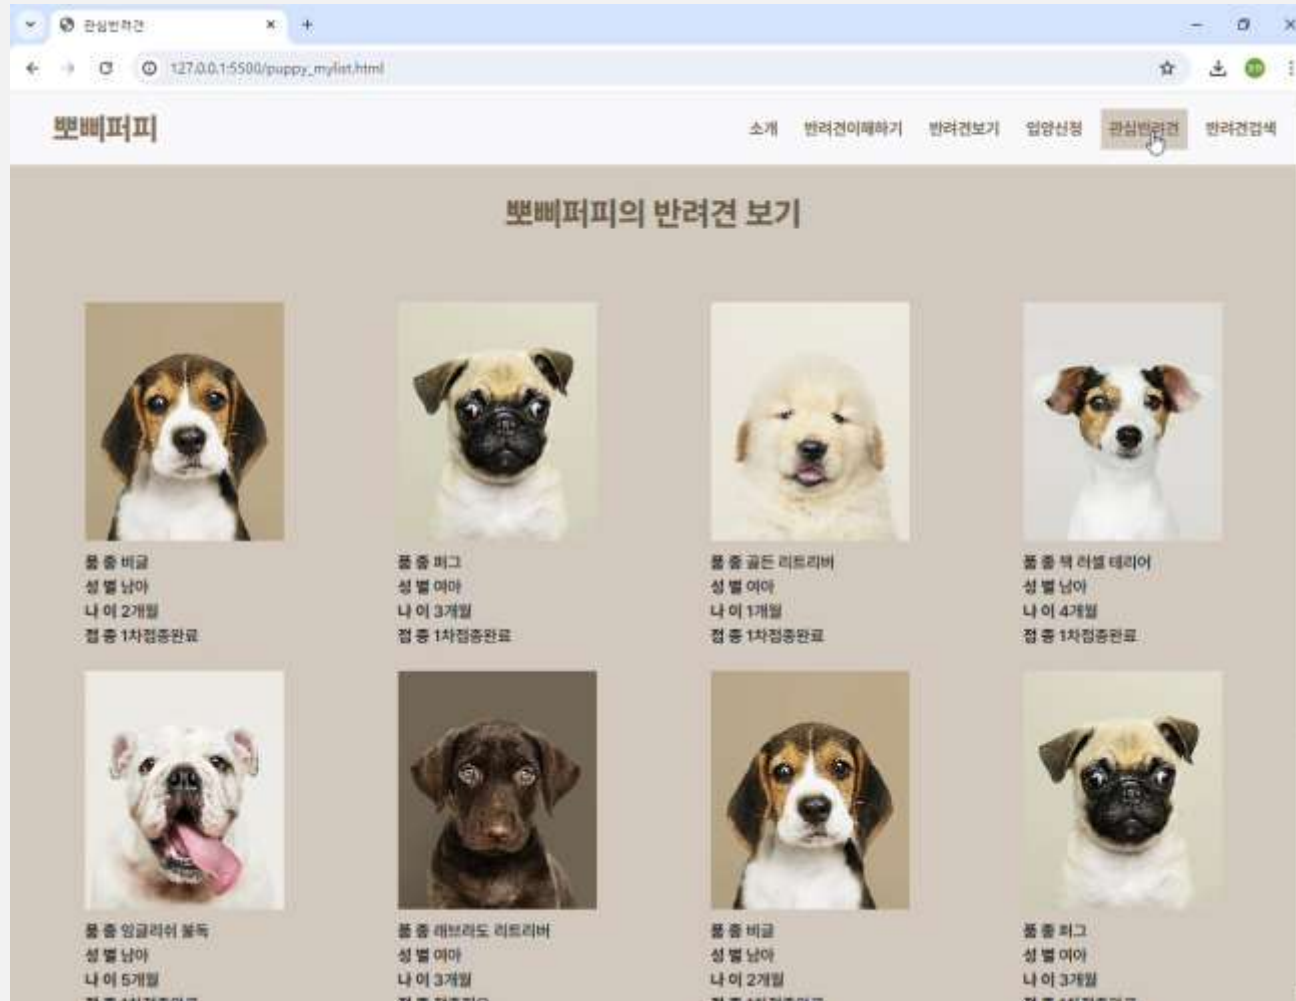 관심반려견
127.0.0.1:5500/puppy_mylist.html
뽀삐퍼피
소개 반려견이해하기 반려견보기 입양신청 관심반려견 반려견검색
뽀삐퍼피의 반려견 보기
품 종 비글
성 별 남아
나 이 2개월
접 종 1차접종완료
품 종 퍼그
성 별 여아
나 이 3개월
접 종 1차접종완료
품 종 골든 리트리버
성 별 여아
나 이 1개월
접 종 1차접종완료
품 종 잭 러셀 테리어
성 별 남아
나 이 4개월
접 종 1차접종완료
품 종 잉글리쉬 불독
성 별 남아
나 이 5개월
품 종 래브라도 리트리버
성 별 여아
나 이 3개월
품 종 비글
성 별 남아
나 이 2개월
품 종 퍼그
성 별 여아
나 이 3개월